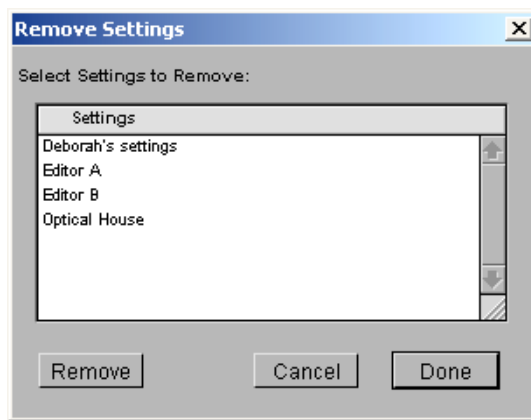 Remove Settings
Select Settings to Remove:
Settings
Deborah's settings
Editor A
Editor B
Optical House
Remove Cancel Done